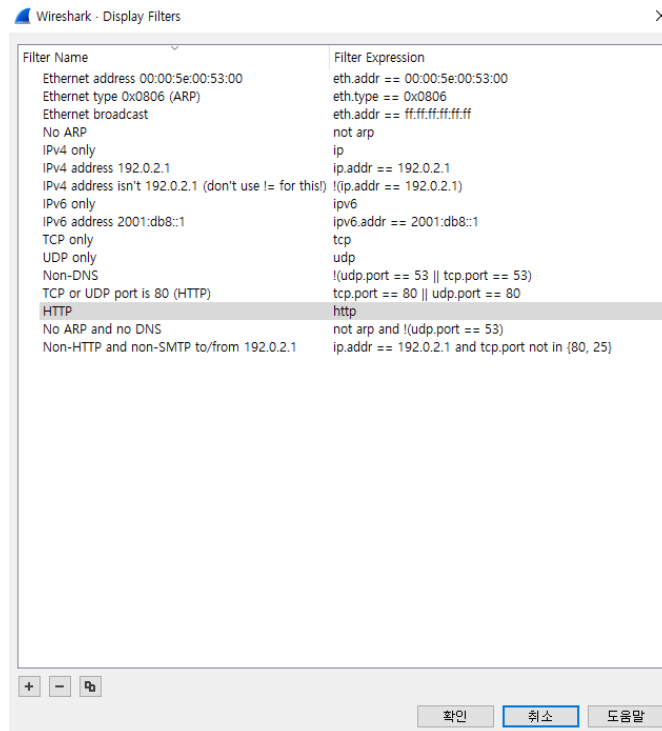 Wireshark · Display Filters
Filter Name Filter Expression
Ethernet address 00:00:5e:00:53:00 eth.addr == 00:00:5e:00:53:00
Ethernet type 0x0806 (ARP) eth.type == 0x0806
Ethernet broadcast eth.addr == ff:ff:ff:ff:ff:ff
No ARP not arp
IPv4 only ip
IPv4 address 192.0.2.1 ip.addr == 192.0.2.1
IPv4 address isn't 192.0.2.1 (don't use != for this!) !(ip.addr == 192.0.2.1)
IPv6 only ipv6
IPv6 address 2001:db8::1 ipv6.addr == 2001:db8::1
TCP only tcp
UDP only udp
Non-DNS !(udp.port == 53 || tcp.port == 53)
TCP or UDP port is 80 (HTTP) tcp.port == 80 || udp.port == 80
HTTP http
No ARP and no DNS not arp and !(udp.port == 53)
Non-HTTP and non-SMTP to/from 192.0.2.1 ip.addr == 192.0.2.1 and tcp.port not in {80, 25}
확인 취소 도움말